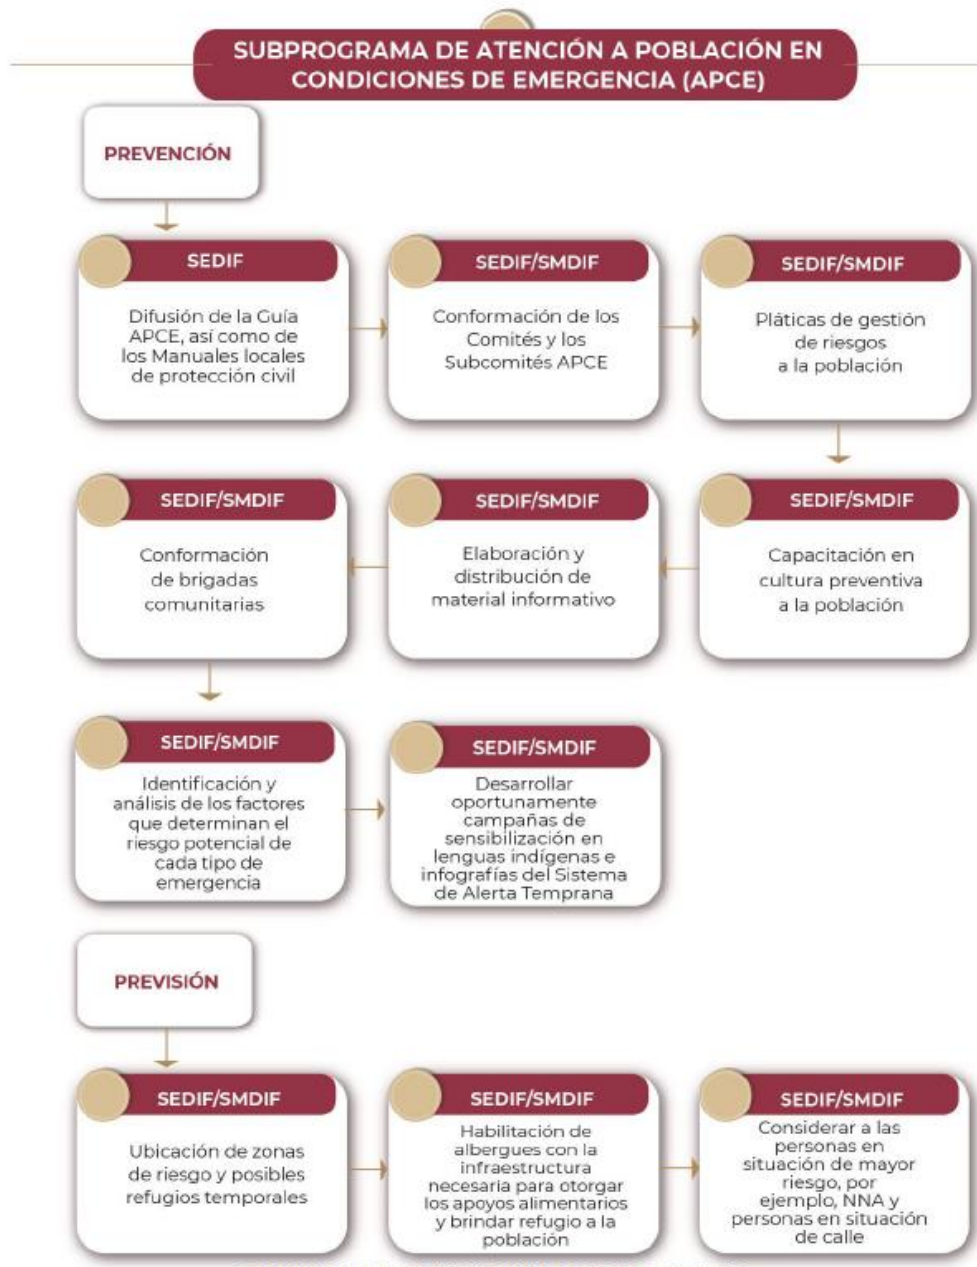 SUBPROGRAMA DE ATENCIÓN A POBLACIÓN EN
CONDICIONES DE EMERGENCIA (APCE)
PREVENCIÓN
SEDIF
Difusión de la Guía
APCE, así como de
los Manuales locales
de protección civil
SEDIF/SMDIF
Conformación de los
Comités y los
Subcomités APCE
SEDIF/SMDIF
Pláticas de gestión
de riesgos
a la población
SEDIF/SMDIF
Capacitación en
cultura preventiva
a la población
SEDIF/SMDIF
Elaboración y
distribución de
material informativo
SEDIF/SMDIF
Conformación
de brigadas
comunitarias
SEDIF/SMDIF
Identificación y
análisis de los factores
que determinan el
riesgo potencial de
cada tipo de
emergencia
SEDIF/SMDIF
Desarrollar
oportunamente
campañas de
sensibilización en
lenguas indígenas e
infografías del Sistema
de Alerta Temprana
PREVISIÓN
SEDIF/SMDIF
Ubicación de zonas
de riesgo y posibles
refugios temporales
SEDIF/SMDIF
Habilitación de
albergues con la
infraestructura
necesaria para otorgar
los apoyos alimentarios
y brindar refugio a la
población
SEDIF/SMDIF
Considerar a las
personas en
situación de mayor
riesgo, por
ejemplo, NNA y
personas en situación
de calle